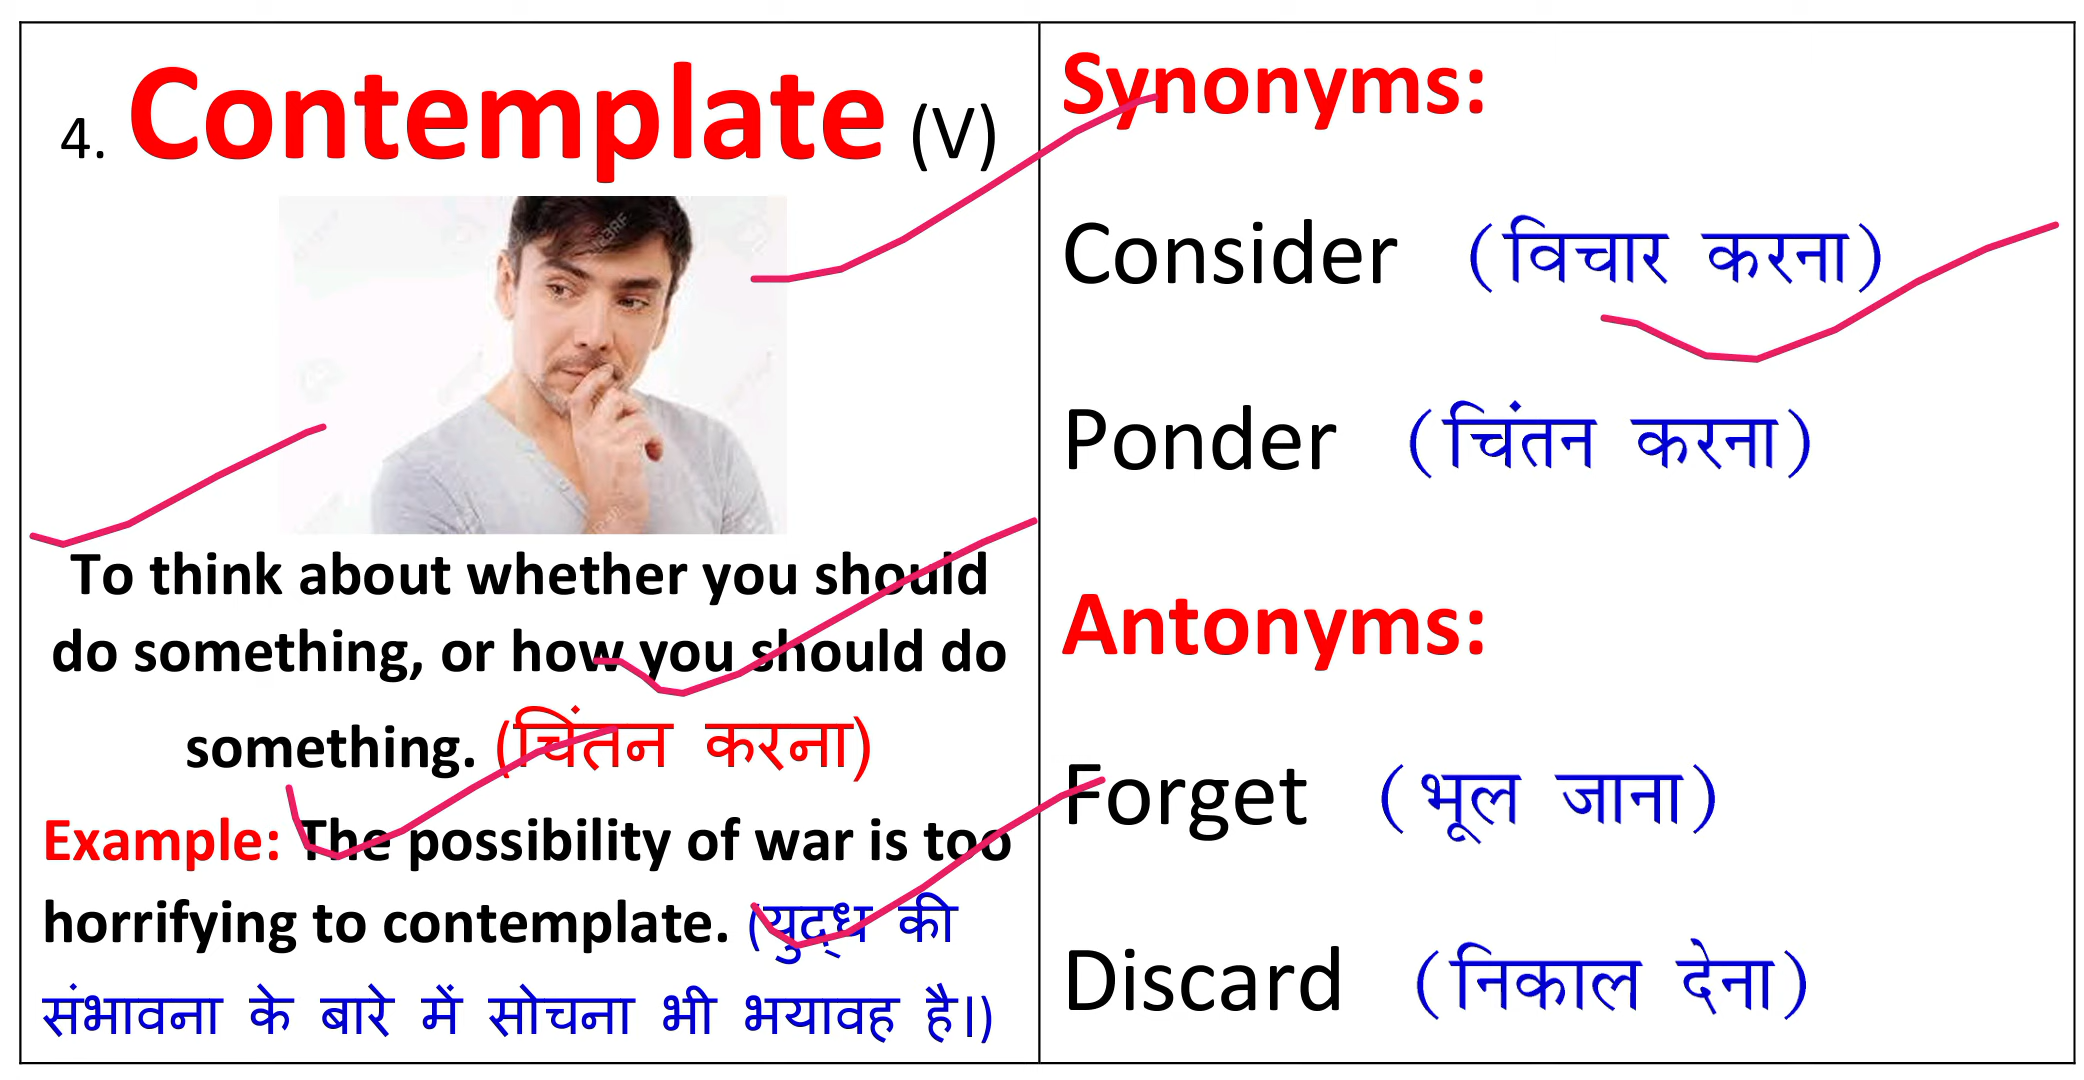 4. Contemplate (V)
To think about whether you should
do something, or how you should do
something. (चिंतन करना)
Example: The possibility of war is too
horrifying to contemplate. (युद्ध की
संभावना के बारे में सोचना भी भयावह है।)
Synonyms:
Consider (विचार करना)
Ponder (चिंतन करना)
Antonyms:
Forget (भूल जाना)
Discard (निकाल देना)